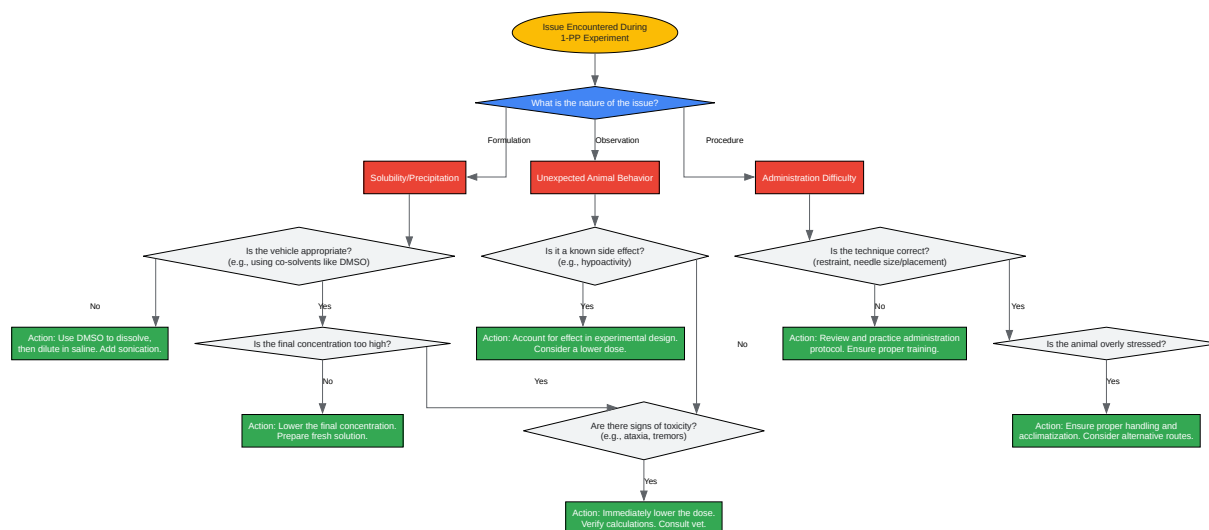 Issue Encountered During
1-PP Experiment
What is the nature of the issue?
Formulation
Observation
Procedure
Solubility/Precipitation
Unexpected Animal Behavior
Administration Difficulty
Is the vehicle appropriate?
(e.g., using co-solvents like DMSO)
Is it a known side effect?
(e.g., hypoactivity)
Is the technique correct?
(restraint, needle size/placement)
No
Yes
Yes
No
Yes
Action: Use DMSO to dissolve,
then dilute in saline. Add sonication.
Is the final concentration too high?
Action: Account for effect in experimental design.
Consider a lower dose.
No
Action: Review and practice administration
protocol. Ensure proper training.
Is the animal overly stressed?
No
Yes
Yes
Action: Lower the final concentration.
Prepare fresh solution.
Are there signs of toxicity?
(e.g., ataxia, tremors)
Action: Ensure proper handling and
acclimatization. Consider alternative routes.
Yes
Action: Immediately lower the dose.
Verify calculations. Consult vet.